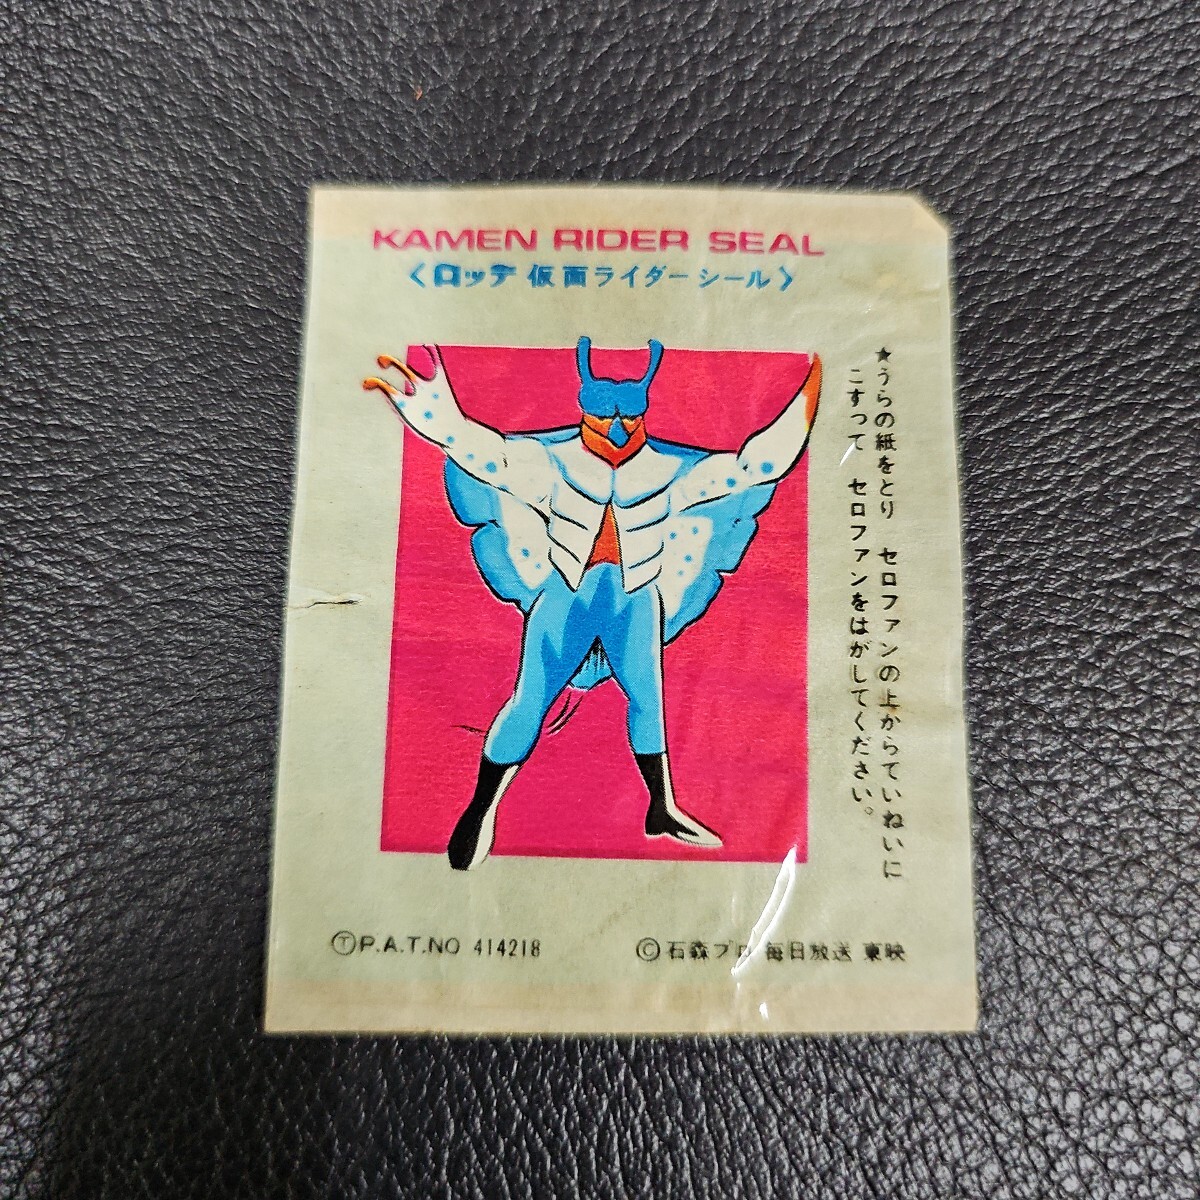 KAMEN RIDER SEAL
〈ロッテ 仮面ライダーシール〉
★うらの紙をとり セロファンの上からていねいに
こすって セロファンをはがしてください。
ⓉP.A.T.NO 414218
©石森プロ 毎日放送 東映